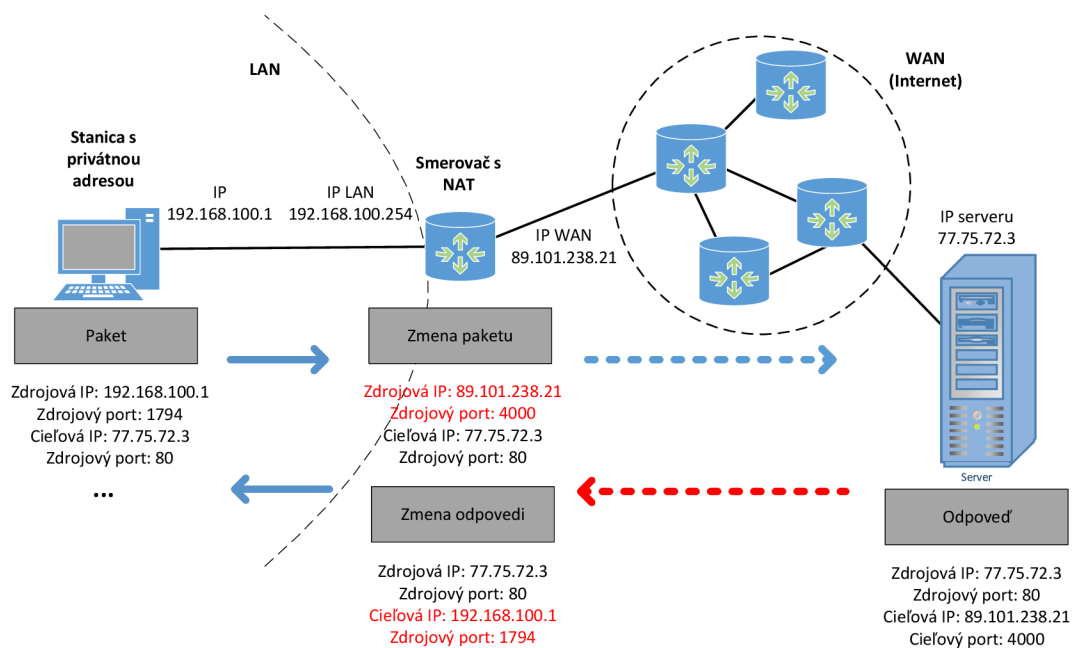 LAN
WAN
(Internet)
Stanica s
privátnou
adresou
IP
192.168.100.1
IP LAN
192.168.100.254
Smerovač s
NAT
IP WAN
89.101.238.21
IP serveru
77.75.72.3
Paket
Zdrojová IP: 192.168.100.1
Zdrojový port: 1794
Cieľová IP: 77.75.72.3
Zdrojový port: 80
...
Zmena paketu
Zdrojová IP: 89.101.238.21
Zdrojový port: 4000
Cieľová IP: 77.75.72.3
Zdrojový port: 80
Zmena odpovedi
Zdrojová IP: 77.75.72.3
Zdrojový port: 80
Cieľová IP: 192.168.100.1
Zdrojový port: 1794
Server
Odpoveď
Zdrojová IP: 77.75.72.3
Zdrojový port: 80
Cieľová IP: 89.101.238.21
Cieľový port: 4000